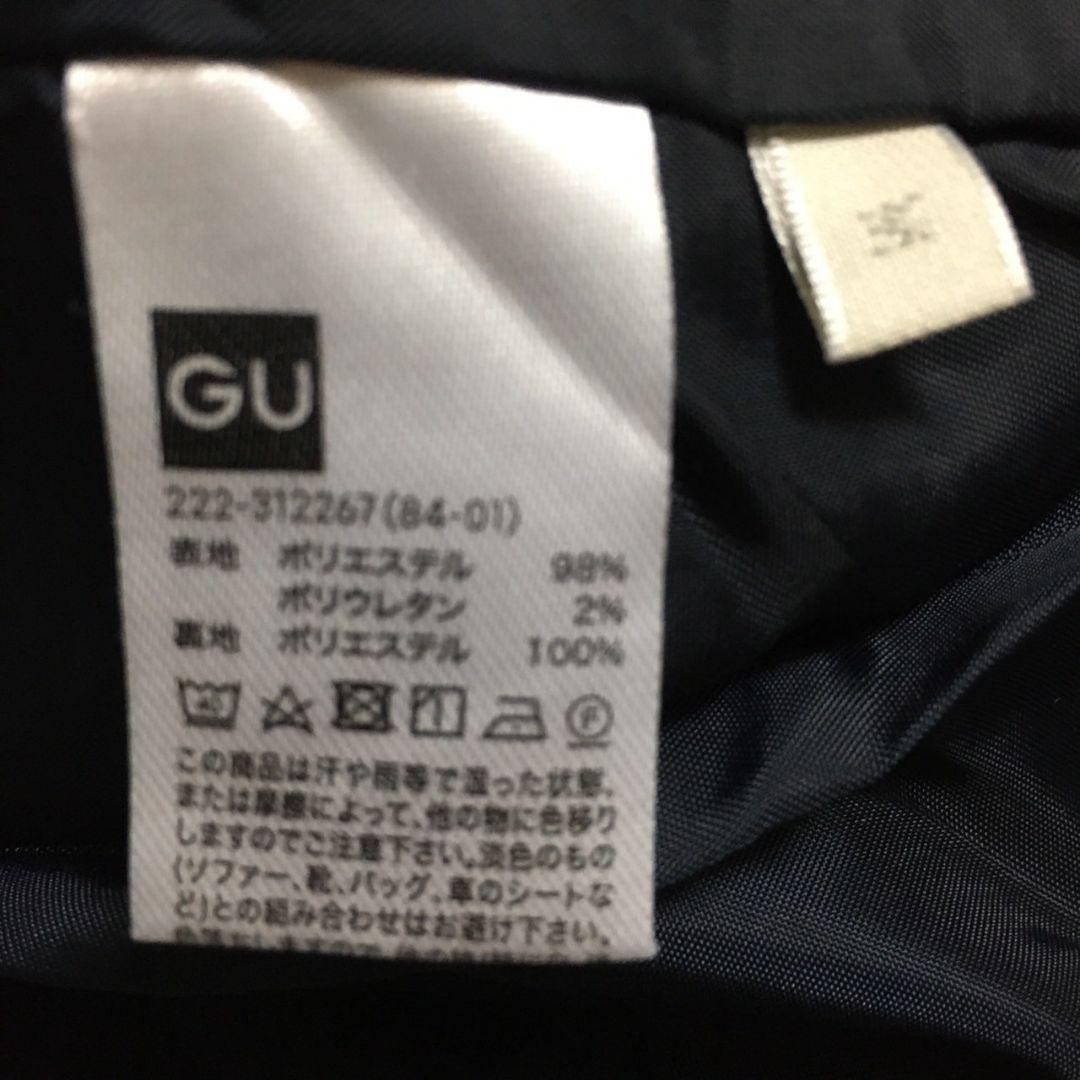 GU
222-312267(84-01)
表地 ポリエステル 98%
ポリウレタン 2%
裏地 ポリエステル 100%
40
F
この商品は汗や雨等で湿った状態、
または摩擦によって、他の物に色移り
しますのでご注意下さい。淡色のもの
(ソファー、靴、バッグ、車のシートな
ど)との組み合わせはお避け下さい。